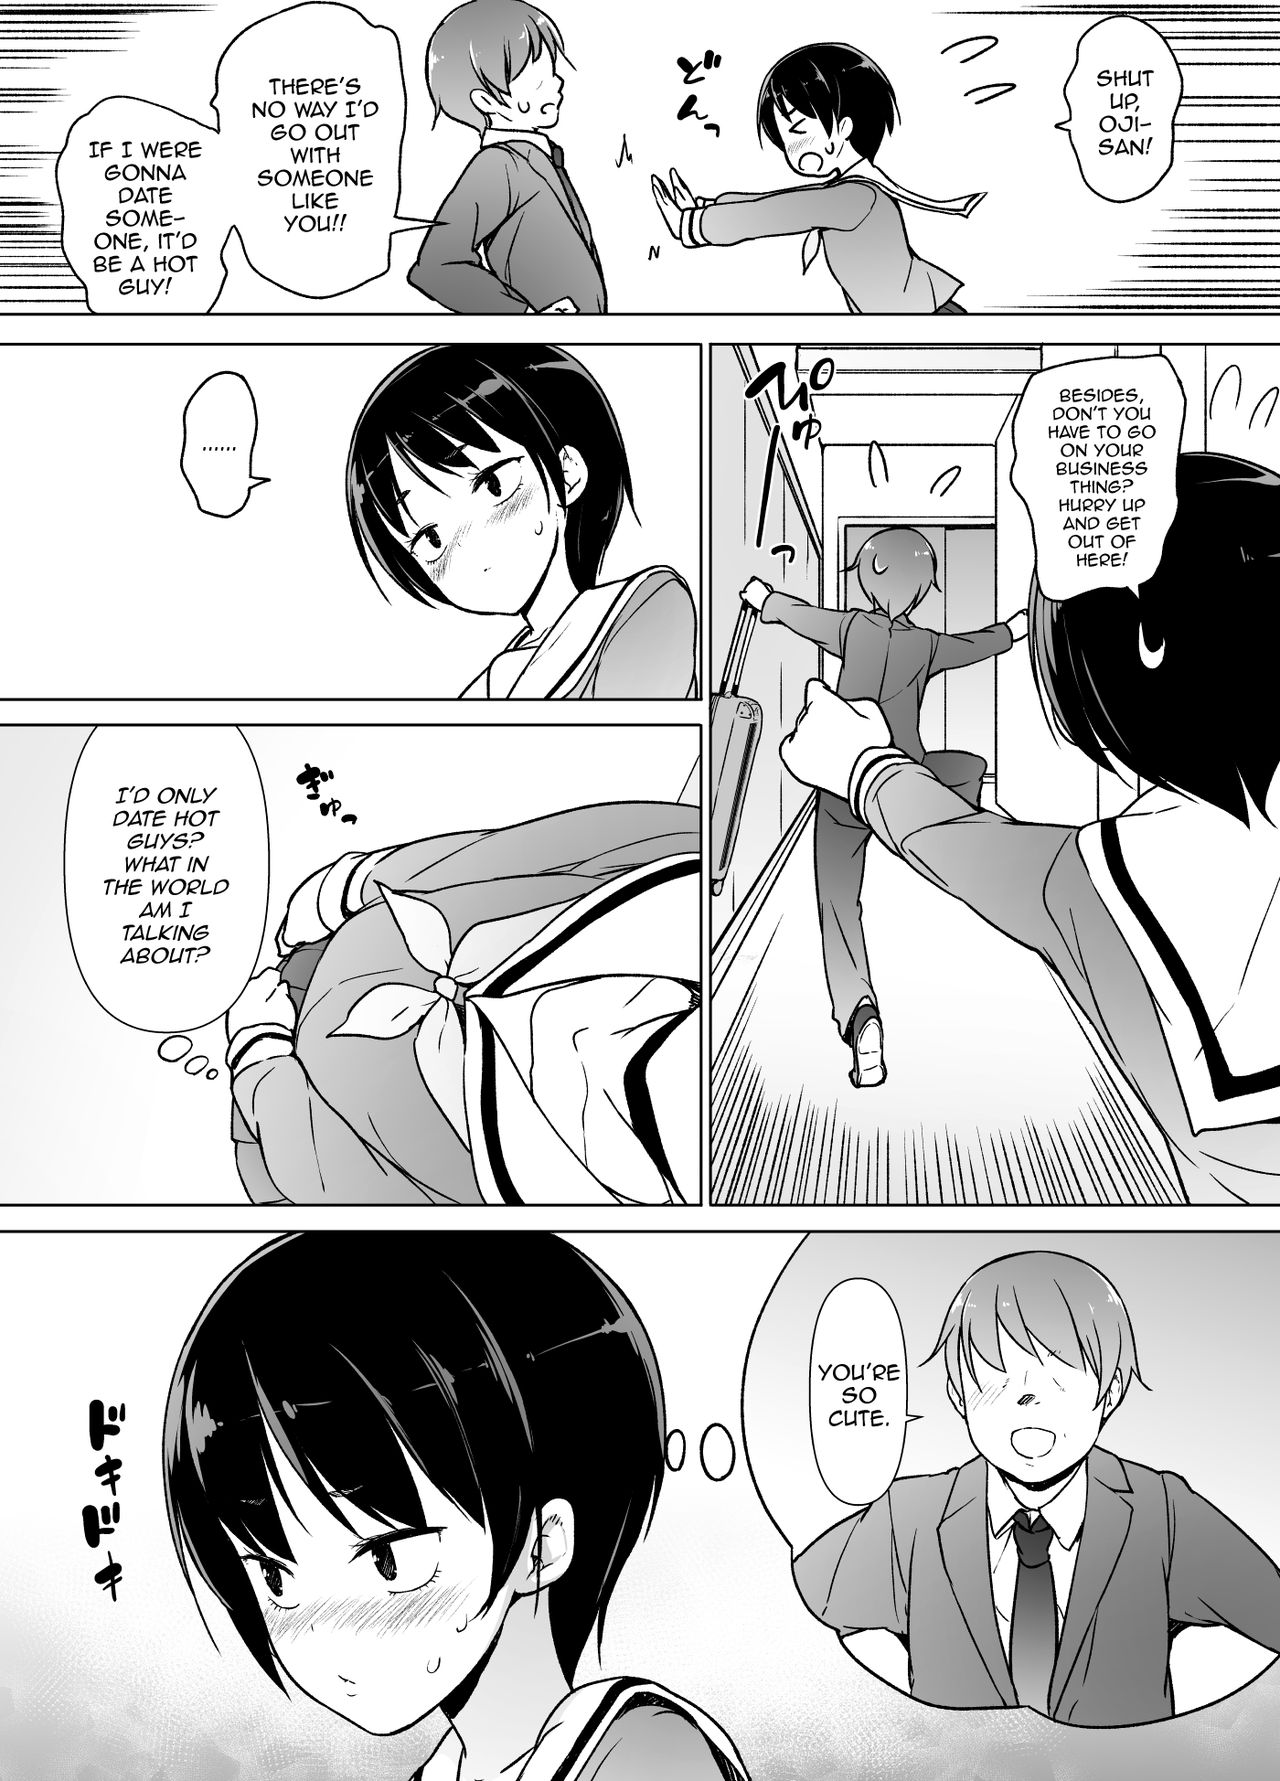 SHUT
UP,
OJI-
SAN!
どんっ
THERE'S
NO WAY I'D
GO OUT
WITH
SOMEONE
LIKE
YOU!!
IF I WERE
GONNA
DATE
SOME-
ONE, IT'D
BE A HOT
GUY!
BESIDES,
DON'T YOU
HAVE TO GO
ON YOUR
BUSINESS
THING?
HURRY UP
AND GET
OUT OF
HERE!
ぴゅーっ
......
I'D ONLY
DATE HOT
GUYS?
WHAT IN
THE WORLD
AM I
TALKING
ABOUT?
ぎゅっ
YOU'RE
SO
CUTE.
ドキドキ